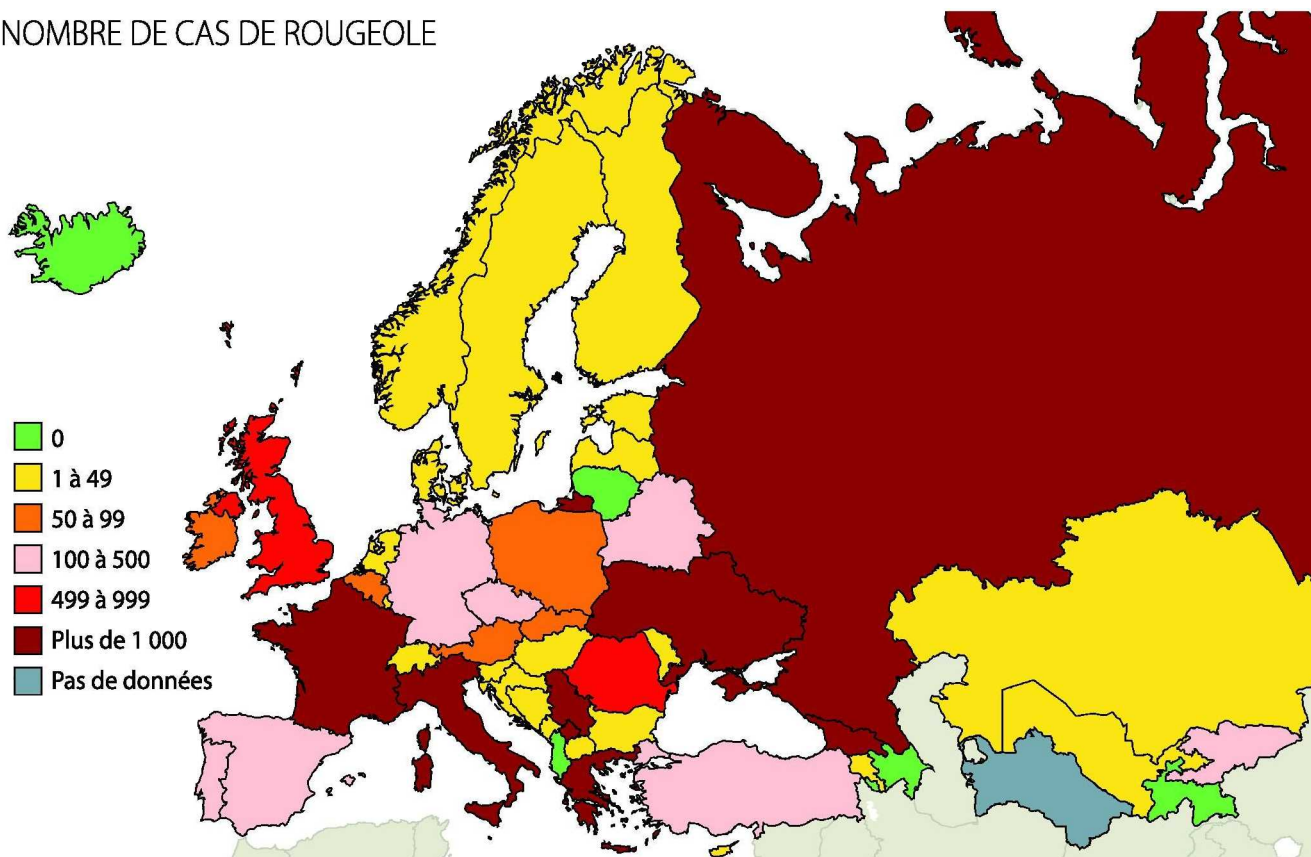 NOMBRE DE CAS DE ROUGEOLE
0
1 à 49
50 à 99
100 à 500
499 à 999
Plus de 1 000
Pas de données